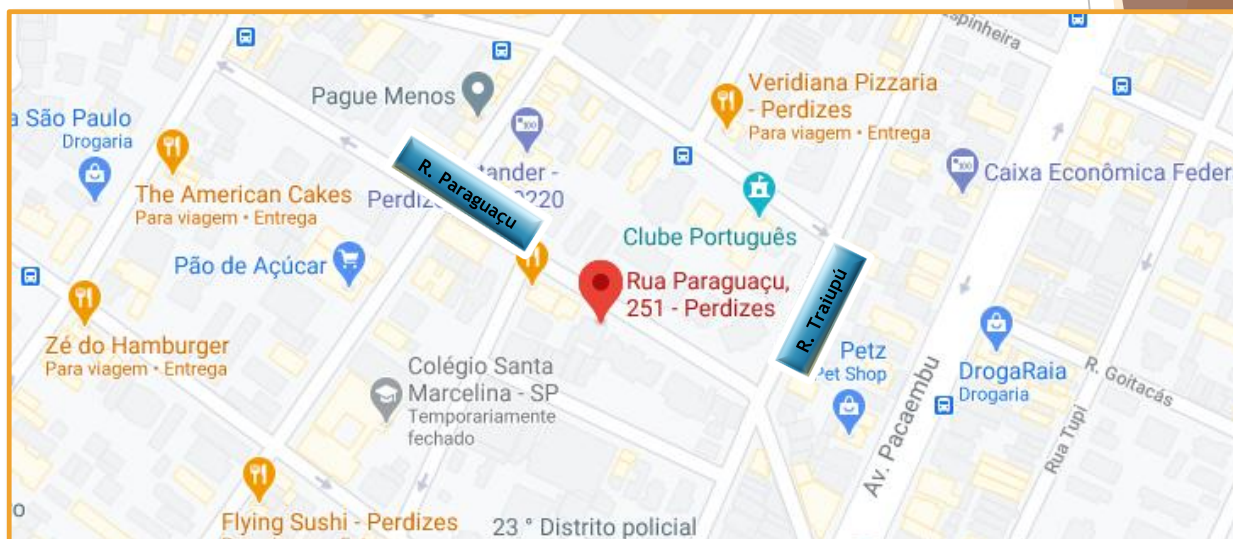 Pague Menos
a São Paulo
Drogaria
The American Cakes
Para viagem • Entrega
R. Paraguaçu
tander -
Perdiz
0220
Pão de Açúcar
Zé do Hamburger
Para viagem • Entrega
Colégio Santa
Marcelina - SP
Temporariamente
fechado
Flying Sushi - Perdizes
23 ° Distrito policial
o
Veridiana Pizzaria
- Perdizes
Para viagem • Entrega
Clube Português
Rua Paraguaçu,
251 - Perdizes
R. Traiupú
Caixa Econômica Feder
Petz
Pet Shop
DrogaRaia
Drogaria
Av. Pacaembu
R. Goitacás
Rua Tupi
spinheira